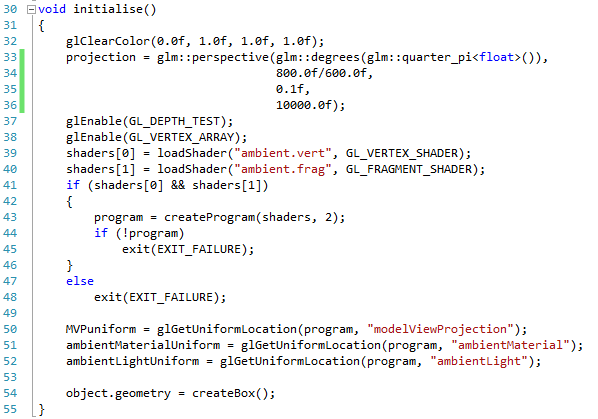 30 void initialise()
31 {
32     glClearColor(0.0f, 1.0f, 1.0f, 1.0f);
33     projection = glm::perspective(glm::degrees(glm::quarter_pi<float>()),
34                                   800.0f/600.0f,
35                                   0.1f,
36                                   10000.0f);
37     glEnable(GL_DEPTH_TEST);
38     glEnable(GL_VERTEX_ARRAY);
39     shaders[0] = loadShader("ambient.vert", GL_VERTEX_SHADER);
40     shaders[1] = loadShader("ambient.frag", GL_FRAGMENT_SHADER);
41     if (shaders[0] && shaders[1])
42     {
43         program = createProgram(shaders, 2);
44         if (!program)
45             exit(EXIT_FAILURE);
46     }
47     else
48         exit(EXIT_FAILURE);
49
50     MVPuniform = glGetUniformLocation(program, "modelViewProjection");
51     ambientMaterialUniform = glGetUniformLocation(program, "ambientMaterial");
52     ambientLightUniform = glGetUniformLocation(program, "ambientLight");
53
54     object.geometry = createBox();
55 }